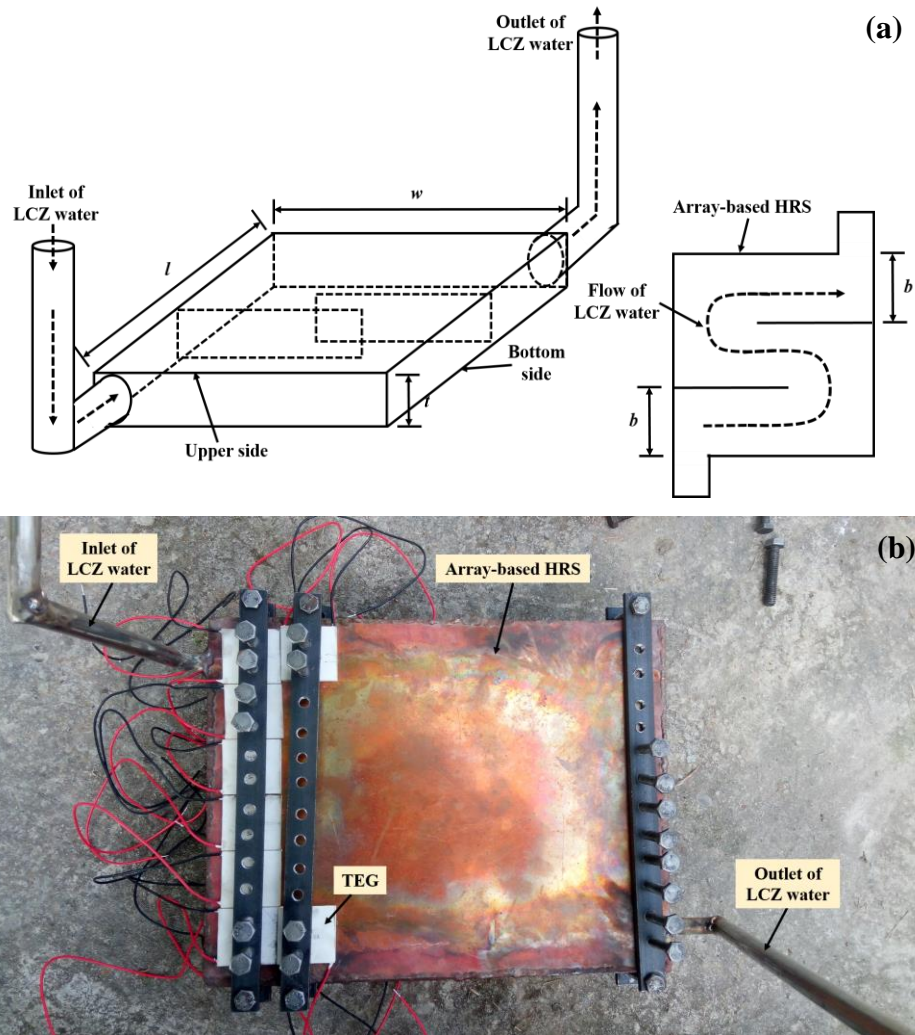 (a)
Outlet of
LCZ water
Inlet of
LCZ water
w
l
t
Bottom
side
Upper side
Array-based HRS
Flow of
LCZ water
b
b
(b)
Inlet of
LCZ water
Array-based HRS
TEG
Outlet of
LCZ water